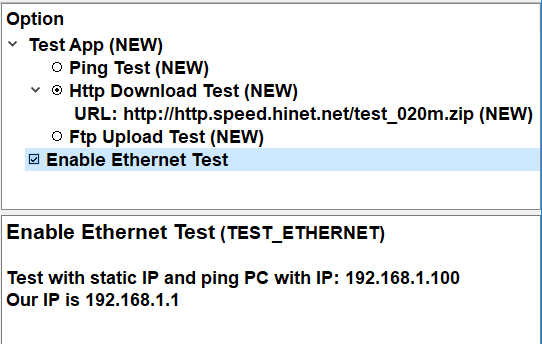 Option
Test App (NEW)
Ping Test (NEW)
Http Download Test (NEW)
URL: http://http.speed.hinet.net/test_020m.zip (NEW)
Ftp Upload Test (NEW)
Enable Ethernet Test
Enable Ethernet Test (TEST_ETHERNET)
Test with static IP and ping PC with IP: 192.168.1.100
Our IP is 192.168.1.1